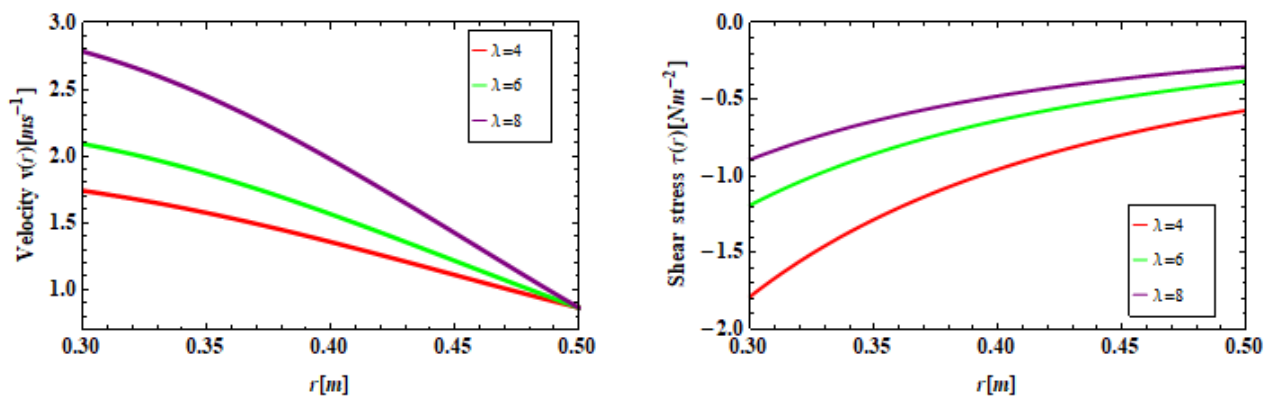 3.0
2.5
2.0
1.5
1.0
Velocity v(r)[ms⁻¹]
λ=4
λ=6
λ=8
0.30 0.35 0.40 0.45 0.50
r[m]
0.0
−0.5
−1.0
−1.5
−2.0
Shear stress τ(r)[Nm⁻²]
λ=4
λ=6
λ=8
0.30 0.35 0.40 0.45 0.50
r[m]